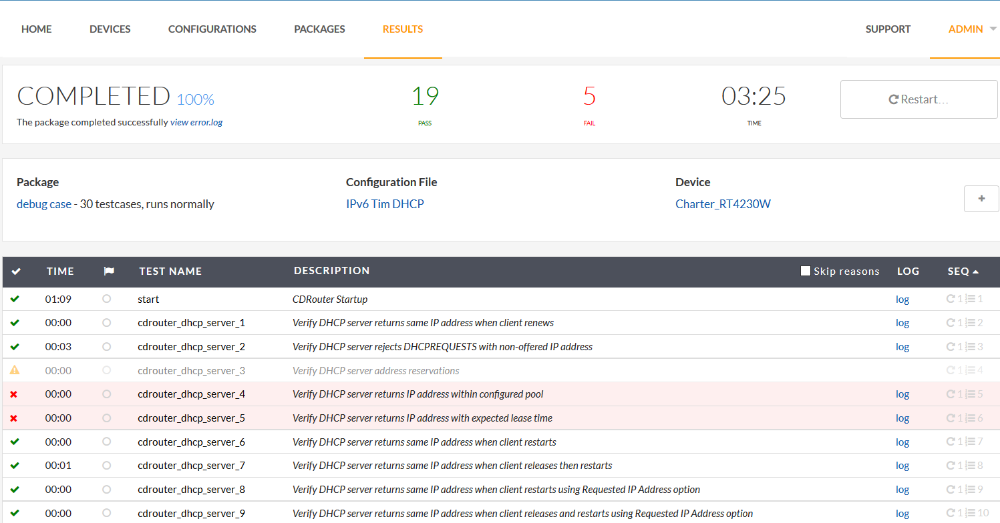 HOME DEVICES CONFIGURATIONS PACKAGES RESULTS SUPPORT ADMIN
COMPLETED 100% 19 5 03:25 Restart...
The package completed successfully view error.log PASS FAIL TIME
Package Configuration File Device
debug case - 30 testcases, runs normally IPv6 Tim DHCP Charter_RT4230W +
TIME TEST NAME DESCRIPTION Skip reasons LOG SEQ
01:09 start CDRouter Startup log 1 1
00:00 cdrouter_dhcp_server_1 Verify DHCP server returns same IP address when client renews log 1 2
00:03 cdrouter_dhcp_server_2 Verify DHCP server rejects DHCPREQUESTS with non-offered IP address log 1 3
00:00 cdrouter_dhcp_server_3 Verify DHCP server address reservations 1 4
00:00 cdrouter_dhcp_server_4 Verify DHCP server returns IP address within configured pool log 1 5
00:00 cdrouter_dhcp_server_5 Verify DHCP server returns IP address with expected lease time log 1 6
00:00 cdrouter_dhcp_server_6 Verify DHCP server returns same IP address when client restarts log 1 7
00:01 cdrouter_dhcp_server_7 Verify DHCP server returns same IP address when client releases then restarts log 1 8
00:00 cdrouter_dhcp_server_8 Verify DHCP server returns same IP address when client restarts using Requested IP Address option log 1 9
00:00 cdrouter_dhcp_server_9 Verify DHCP server returns same IP address when client releases and restarts using Requested IP Address option log 1 10